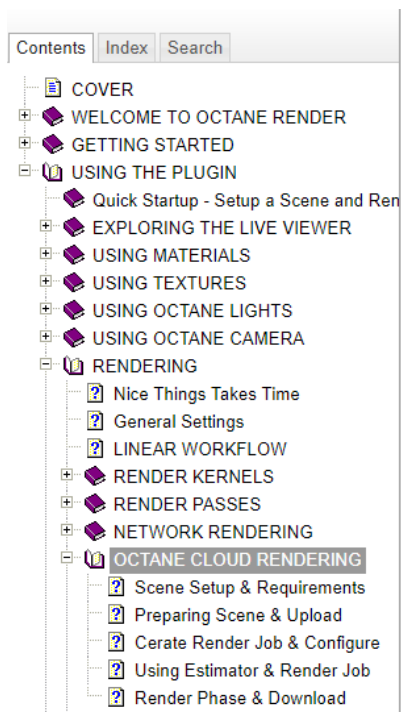 Contents Index Search
COVER
WELCOME TO OCTANE RENDER
GETTING STARTED
USING THE PLUGIN
Quick Startup - Setup a Scene and Ren
EXPLORING THE LIVE VIEWER
USING MATERIALS
USING TEXTURES
USING OCTANE LIGHTS
USING OCTANE CAMERA
RENDERING
Nice Things Takes Time
General Settings
LINEAR WORKFLOW
RENDER KERNELS
RENDER PASSES
NETWORK RENDERING
OCTANE CLOUD RENDERING
Scene Setup & Requirements
Preparing Scene & Upload
Cerate Render Job & Configure
Using Estimator & Render Job
Render Phase & Download